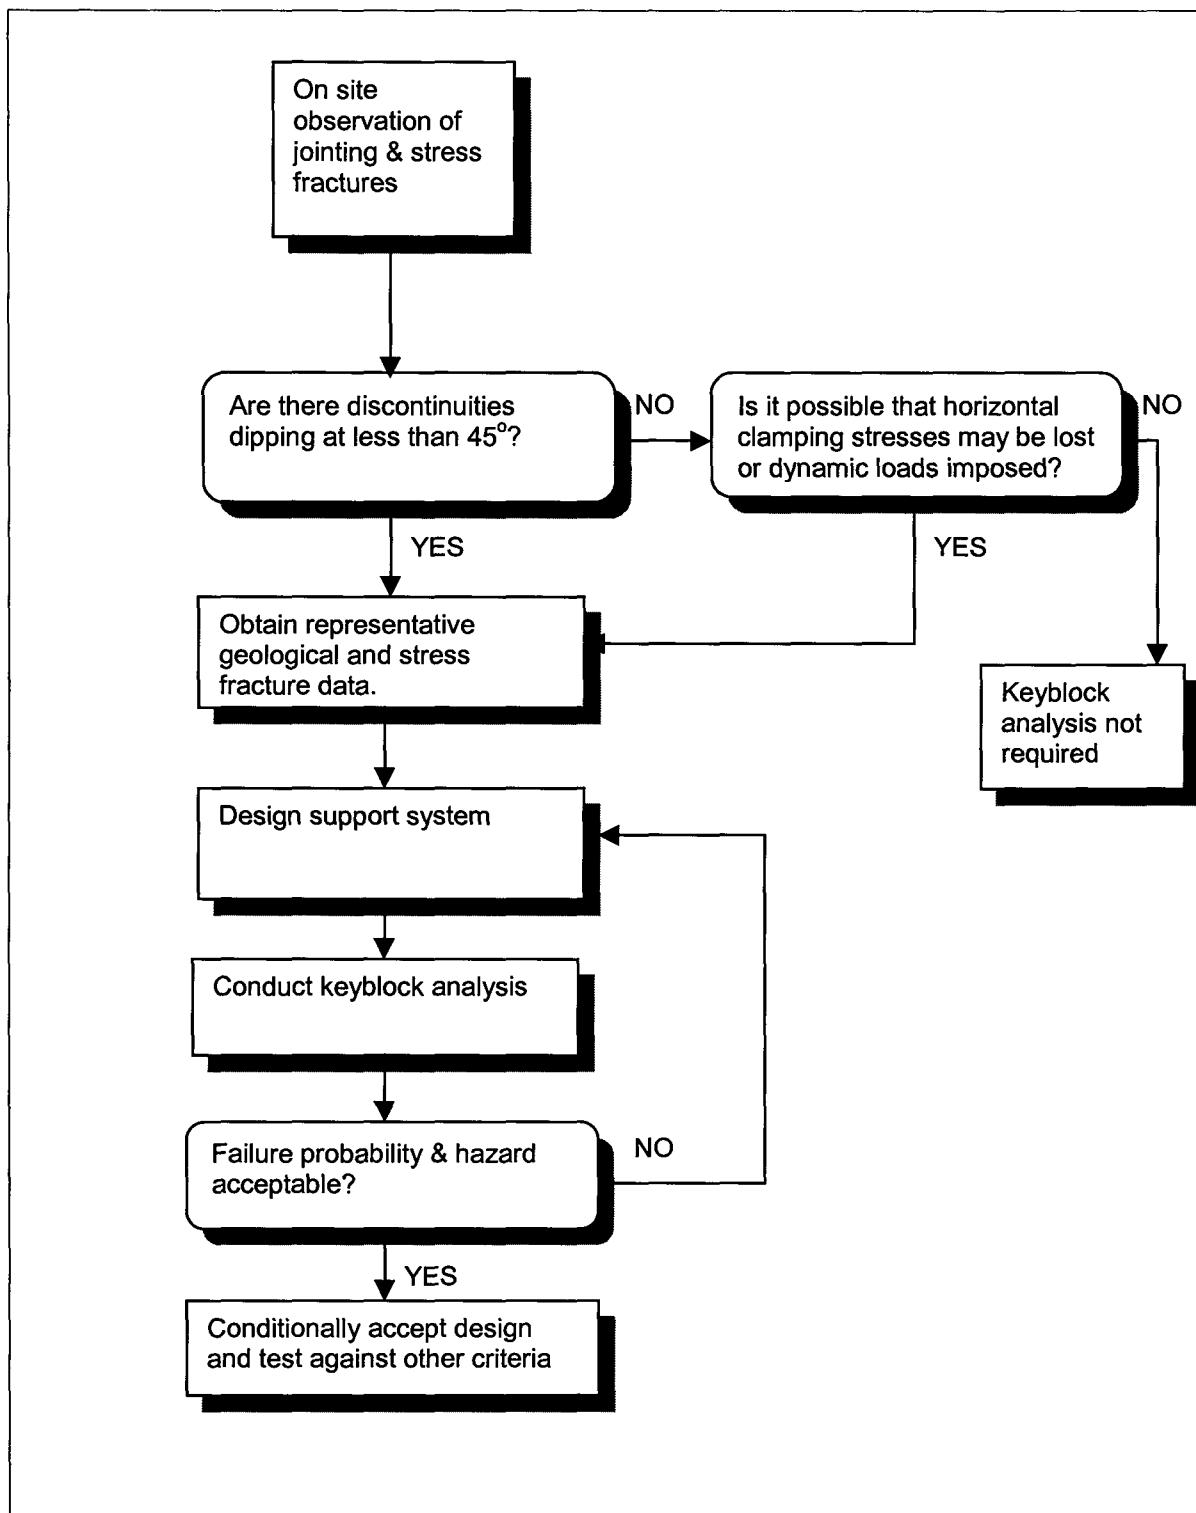 On site
observation of
jointing & stress
fractures
Are there discontinuities
dipping at less than 45°?
NO
Is it possible that horizontal
clamping stresses may be lost
or dynamic loads imposed?
NO
YES
YES
Obtain representative
geological and stress
fracture data.
Keyblock
analysis not
required
Design support system
Conduct keyblock analysis
Failure probability & hazard
acceptable?
NO
YES
Conditionally accept design
and test against other criteria